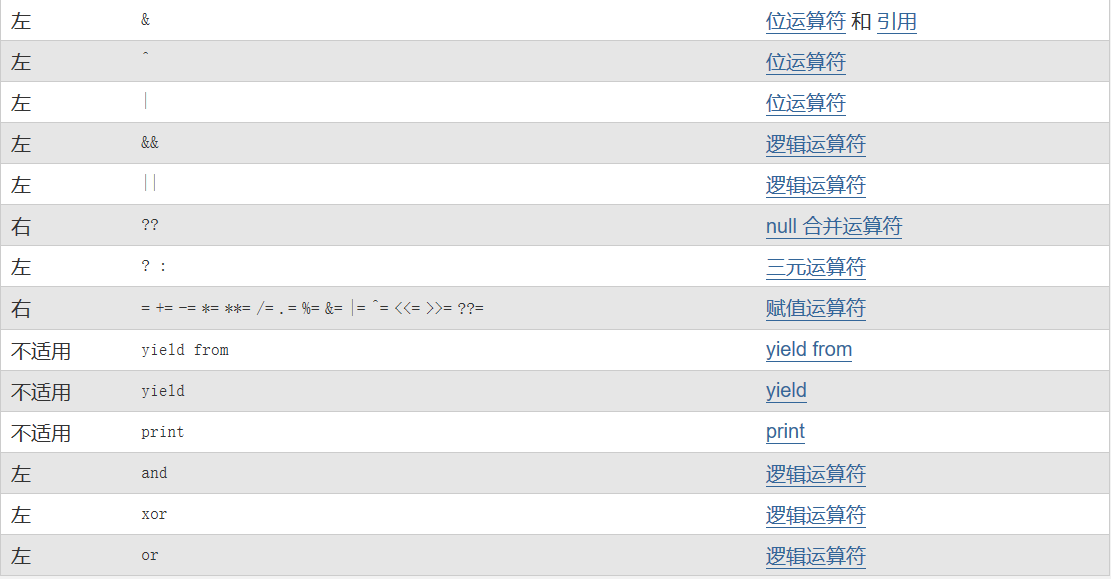 左 & 位运算符 和 引用
左 ^ 位运算符
左 | 位运算符
左 && 逻辑运算符
左 || 逻辑运算符
右 ?? null 合并运算符
左 ? : 三元运算符
右 = += -= *= **= /= .= %= &= |= ^= <<= >>= ??= 赋值运算符
不适用 yield from yield from
不适用 yield yield
不适用 print print
左 and 逻辑运算符
左 xor 逻辑运算符
左 or 逻辑运算符